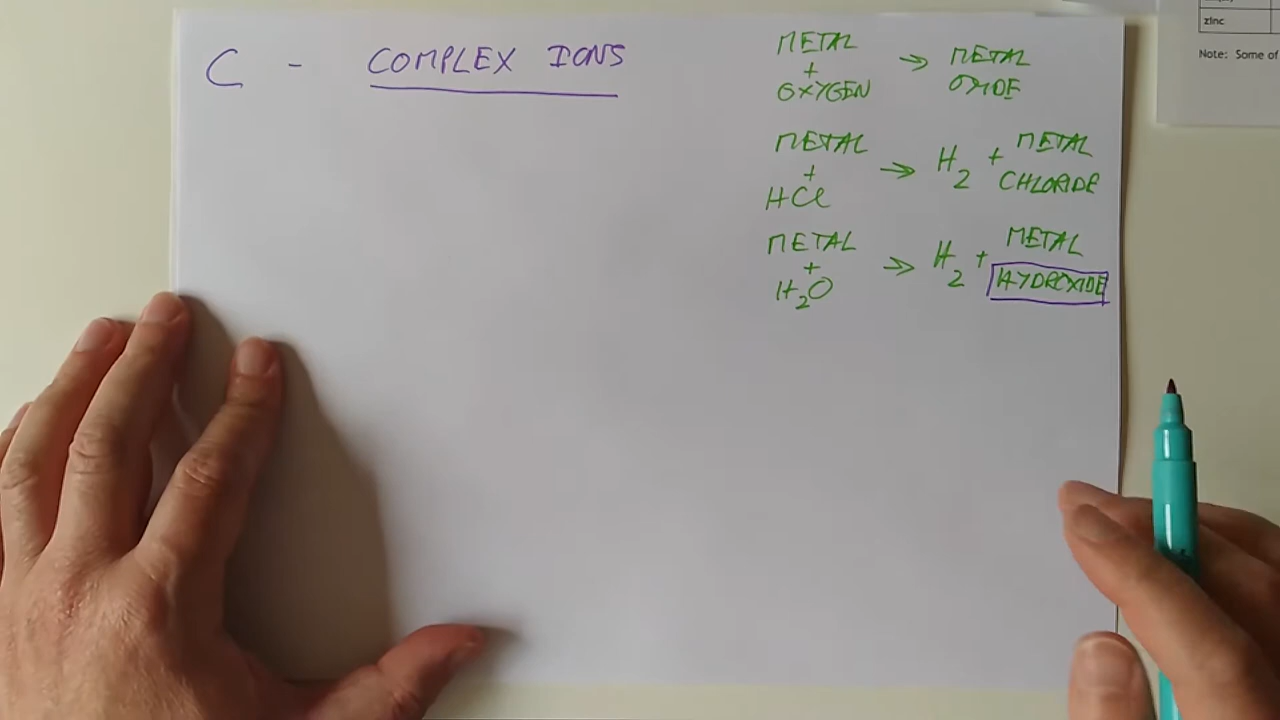 C - COMPLEX IONS
METAL + OXYGEN → METAL OXIDE
METAL + HCl → H2 + METAL CHLORIDE
METAL + H2O → H2 + METAL HYDROXIDE
zinc
Note: Some of